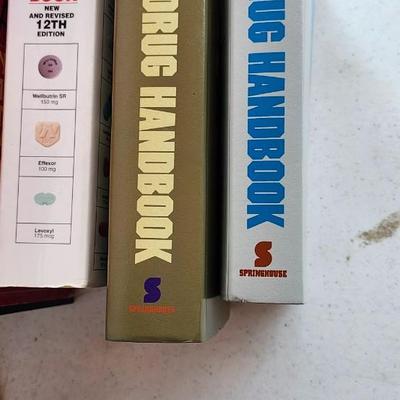 NEW
AND REVISED
12TH
EDITION
Wellbutrin SR
150 mg
Effexor
100 mg
Levoxyl
175 mcg
DRUG HANDBOOK
S
SPRINGHOUSE
UG HANDBOOK
S
SPRINGHOUSE